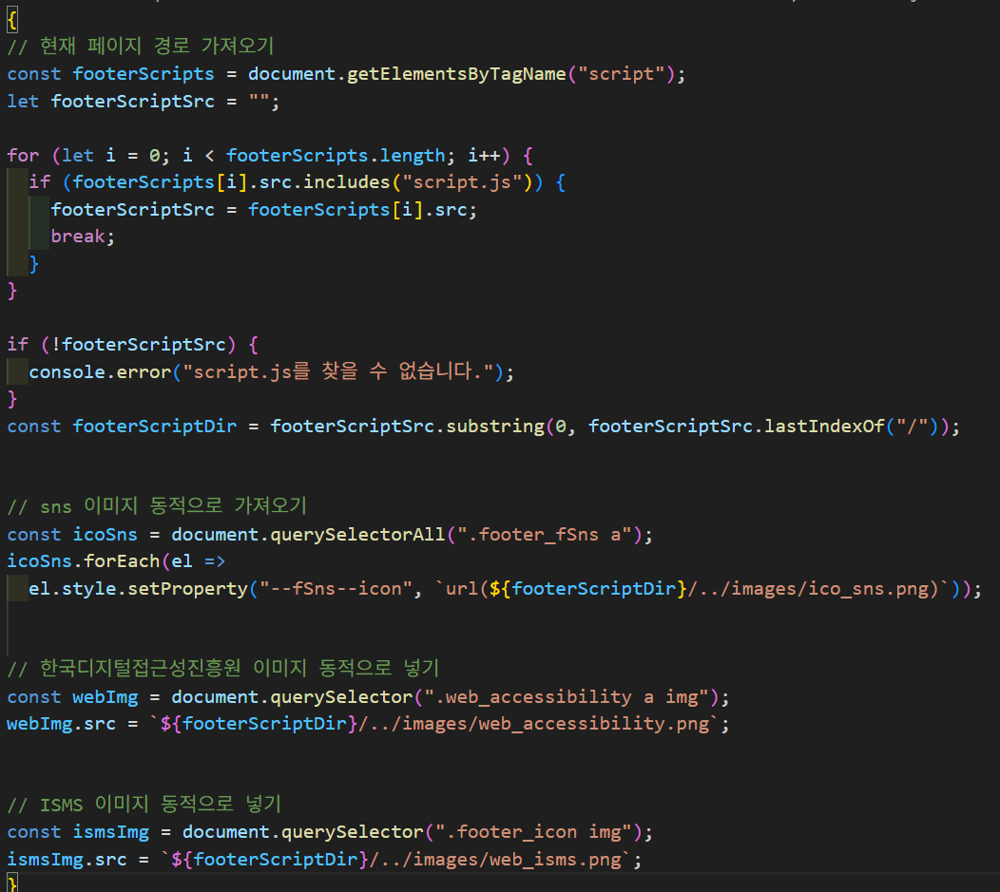 {
// 현재 페이지 경로 가져오기
const footerScripts = document.getElementsByTagName("script");
let footerScriptSrc = "";
for (let i = 0; i < footerScripts.length; i++) {
if (footerScripts[i].src.includes("script.js")) {
footerScriptSrc = footerScripts[i].src;
break;
}
}
if (!footerScriptSrc) {
console.error("script.js를 찾을 수 없습니다.");
}
const footerScriptDir = footerScriptSrc.substring(0, footerScriptSrc.lastIndexOf("/"));
// sns 이미지 동적으로 가져오기
const icoSns = document.querySelectorAll(".footer_fSns a");
icoSns.forEach(el =>
el.style.setProperty("--fSns--icon", `url(${footerScriptDir}/../images/ico_sns.png)`));
// 한국디지털접근성진흥원 이미지 동적으로 넣기
const webImg = document.querySelector(".web_accessibility a img");
webImg.src = `${footerScriptDir}/../images/web_accessibility.png`;
// ISMS 이미지 동적으로 넣기
const ismsImg = document.querySelector(".footer_icon img");
ismsImg.src = `${footerScriptDir}/../images/web_isms.png`;
}